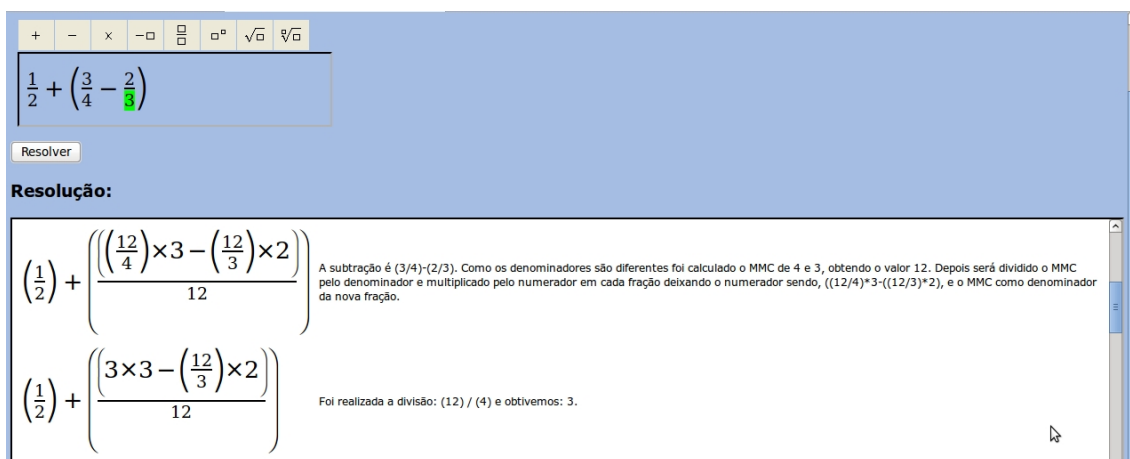 + − × −□ □/□ □^□ √□ ∜□
1/2 + (3/4 − 2/3)
Resolver
Resolução:
(1/2) + ((((12/4)×3−(12/3)×2))/12)
A subtração é (3/4)-(2/3). Como os denominadores são diferentes foi calculado o MMC de 4 e 3, obtendo o valor 12. Depois será dividido o MMC
pelo denominador e multiplicado pelo numerador em cada fração deixando o numerador sendo, ((12/4)*3-((12/3)*2), e o MMC como denominador
da nova fração.
(1/2) + (((3×3−(12/3)×2))/12)
Foi realizada a divisão: (12) / (4) e obtivemos: 3.